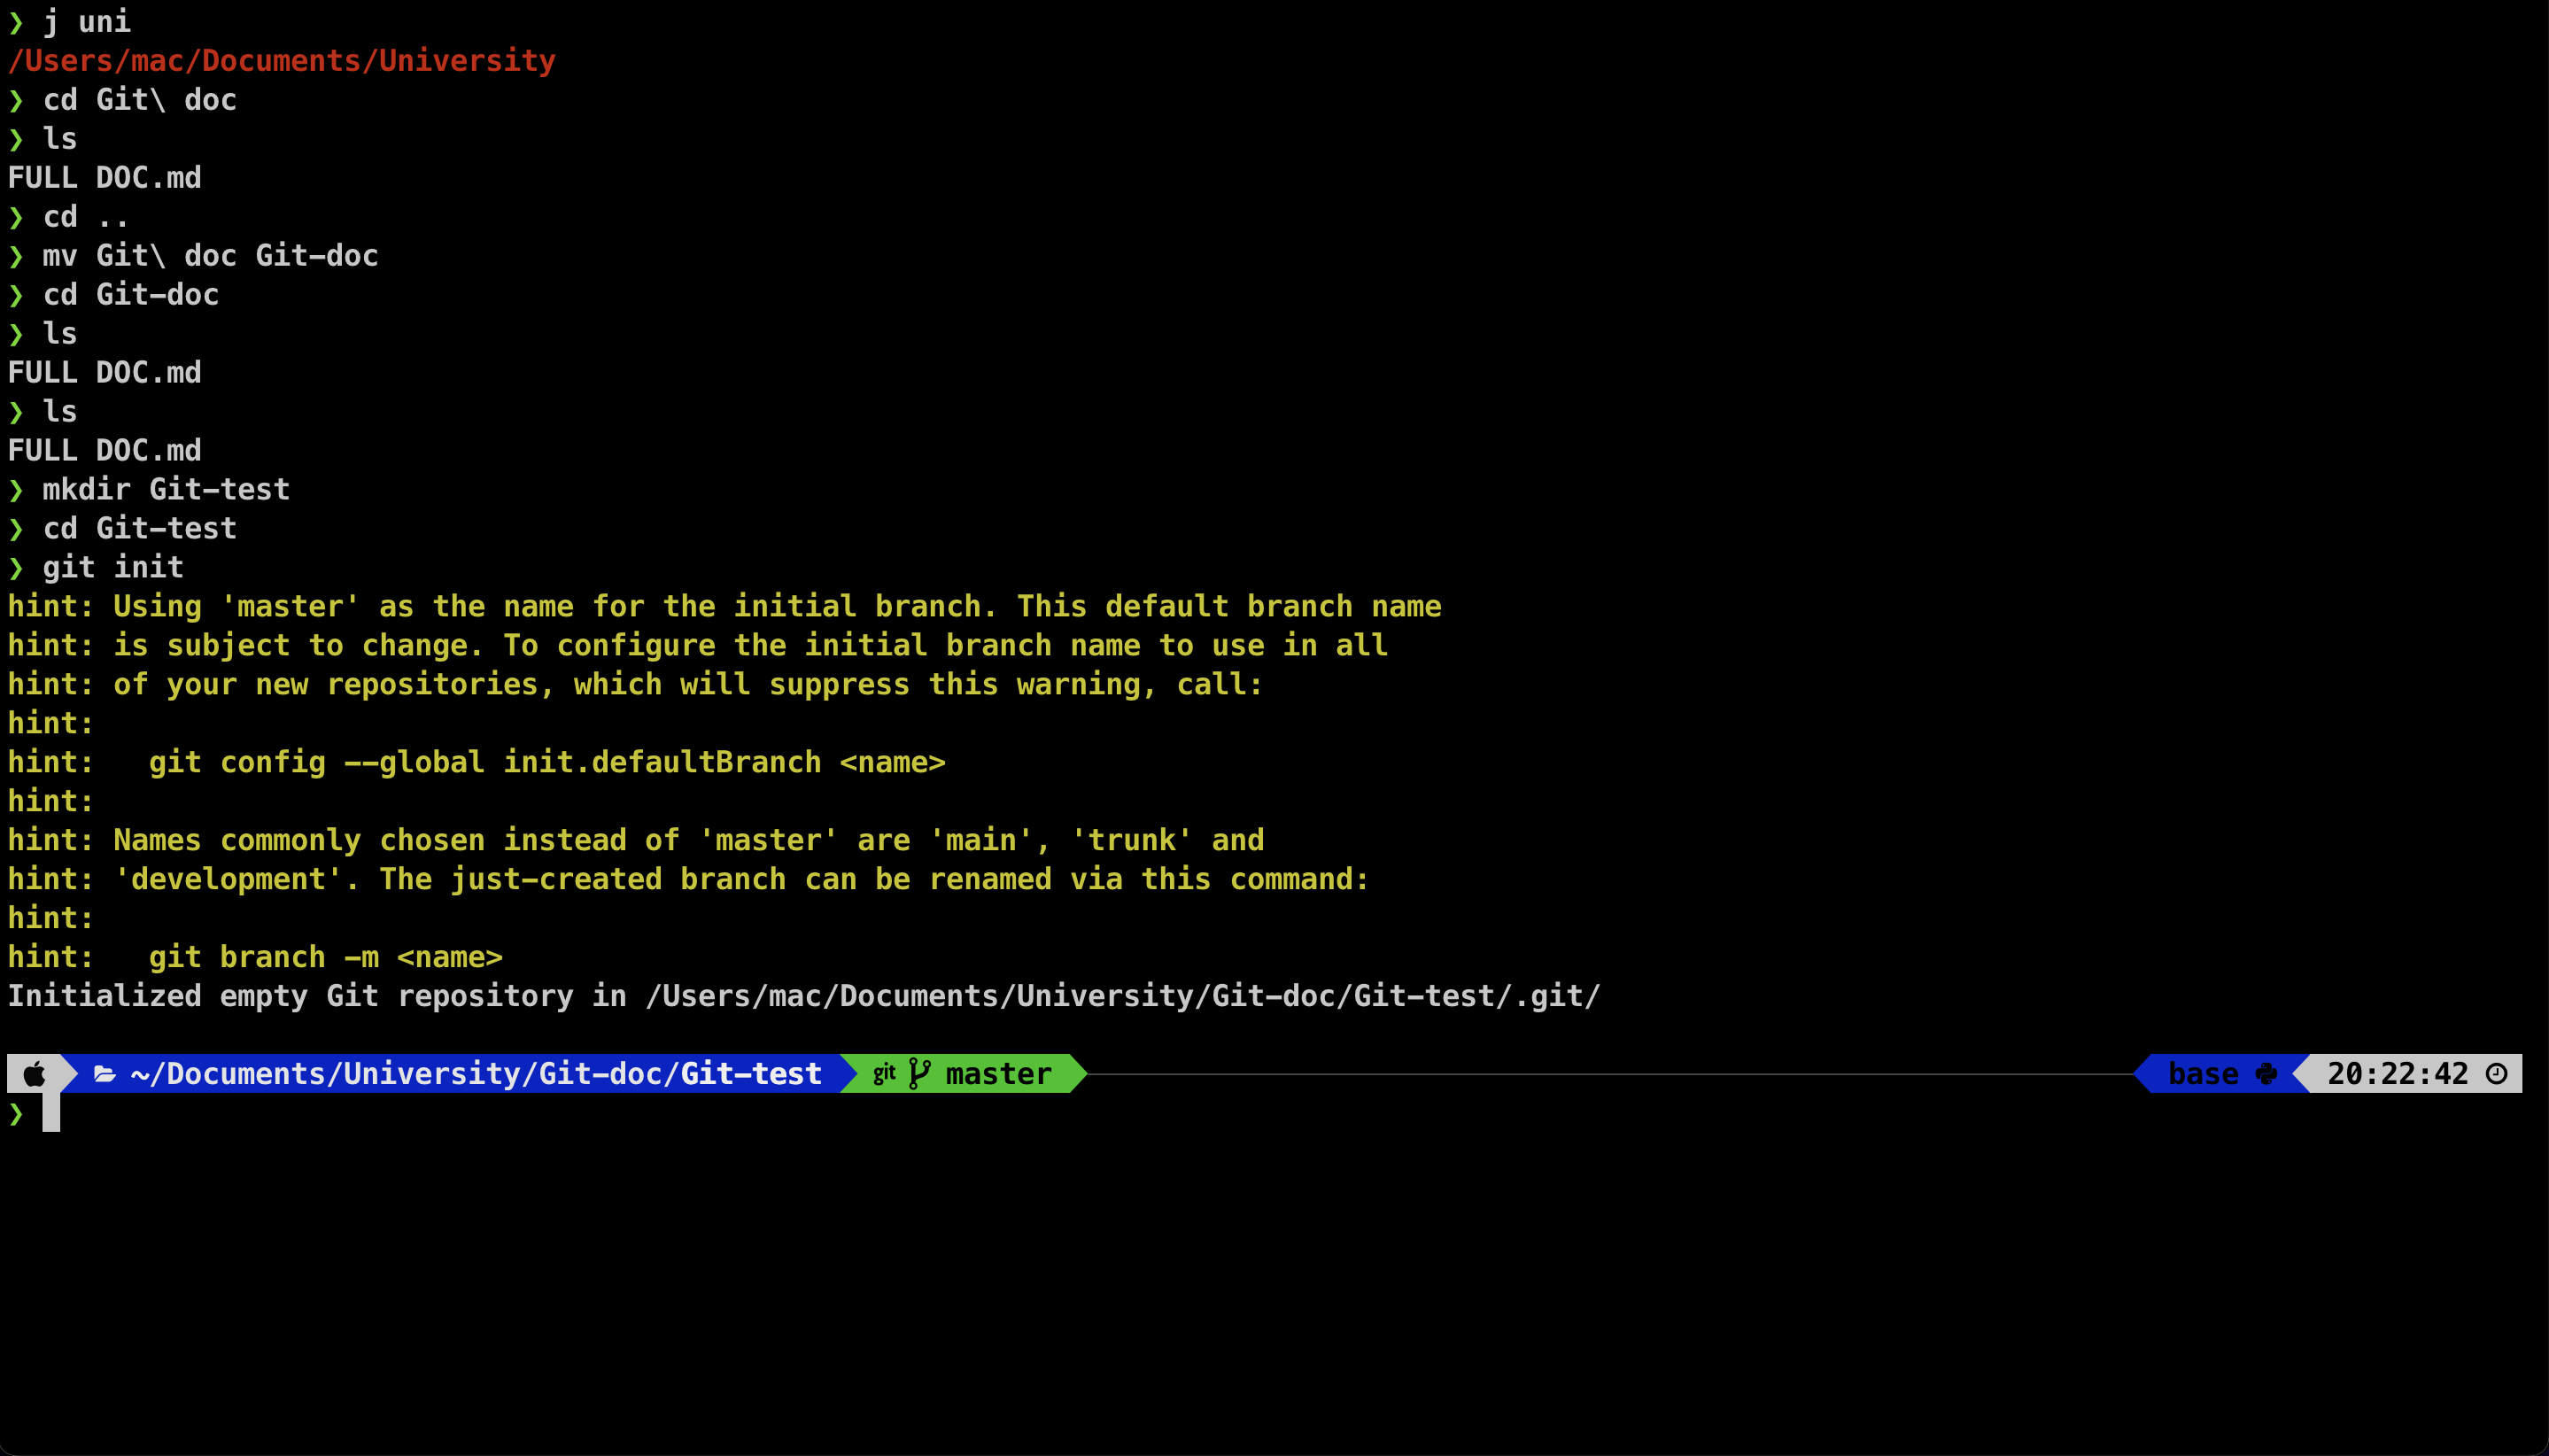 ❯ j uni
/Users/mac/Documents/University
❯ cd Git\ doc
❯ ls
FULL DOC.md
❯ cd ..
❯ mv Git\ doc Git-doc
❯ cd Git-doc
❯ ls
FULL DOC.md
❯ ls
FULL DOC.md
❯ mkdir Git-test
❯ cd Git-test
❯ git init
hint: Using 'master' as the name for the initial branch. This default branch name
hint: is subject to change. To configure the initial branch name to use in all
hint: of your new repositories, which will suppress this warning, call:
hint:
hint:   git config --global init.defaultBranch <name>
hint:
hint: Names commonly chosen instead of 'master' are 'main', 'trunk' and
hint: 'development'. The just-created branch can be renamed via this command:
hint:
hint:   git branch -m <name>
Initialized empty Git repository in /Users/mac/Documents/University/Git-doc/Git-test/.git/
~/Documents/University/Git-doc/Git-test git master base 20:22:42
❯